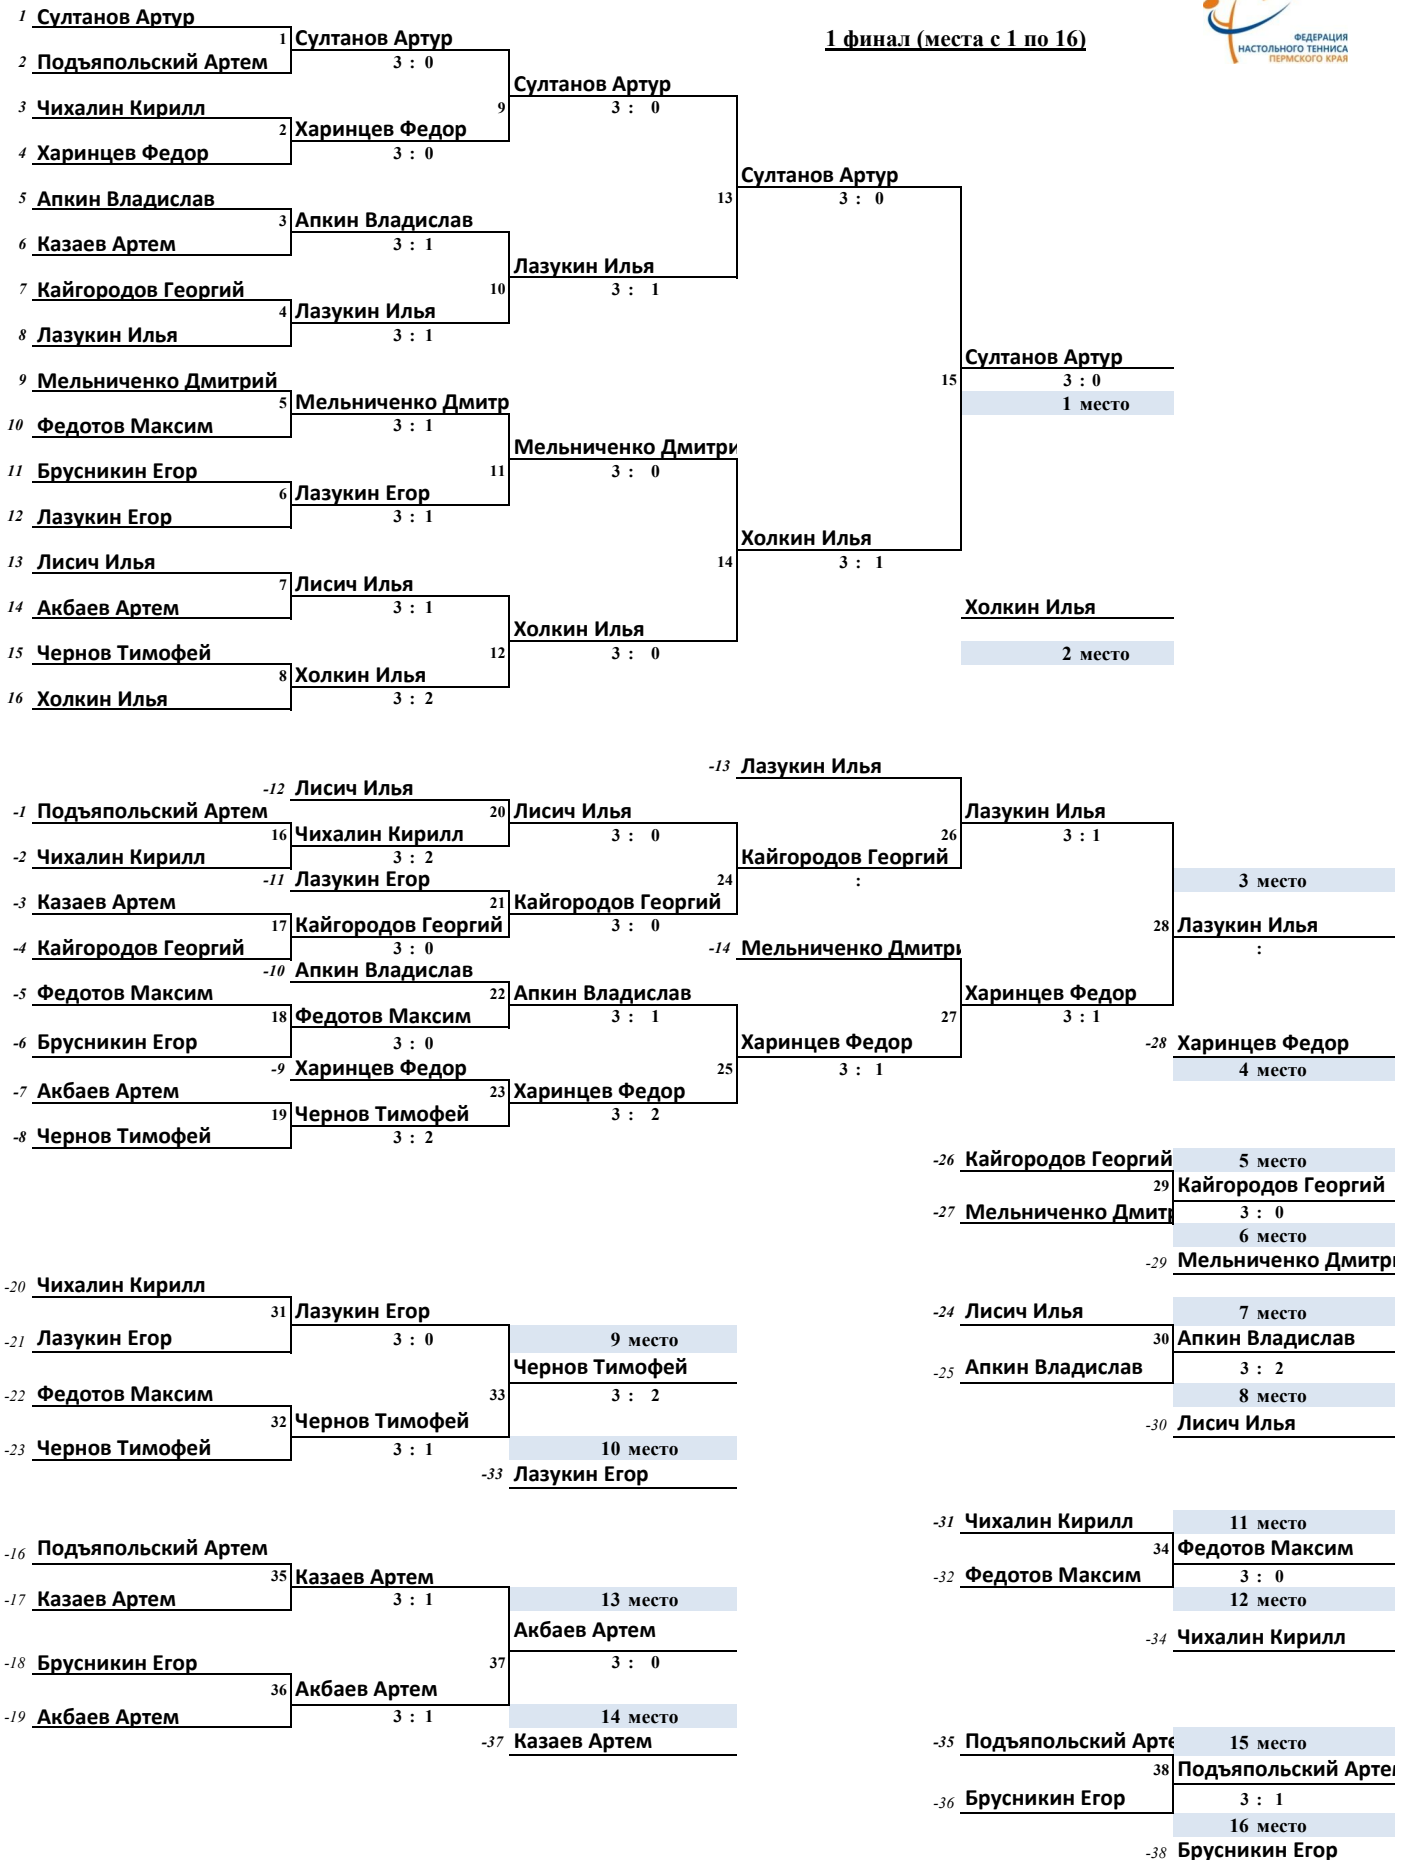 1 Султанов Артур
1 Султанов Артур
1 финал (места с 1 по 16)
ФЕДЕРАЦИЯ
НАСТОЛЬНОГО ТЕННИСА
ПЕРМСКОГО КРАЯ
2 Подъяпольский Артем
3 : 0
Султанов Артур
3 Чихалин Кирилл
9
3 : 0
2 Харинцев Федор
4 Харинцев Федор
3 : 0
Султанов Артур
5 Апкин Владислав
13
3 : 0
3 Апкин Владислав
6 Казаев Артем
3 : 1
Лазукин Илья
7 Кайгородов Георгий
10
3 : 1
4 Лазукин Илья
8 Лазукин Илья
3 : 1
Султанов Артур
9 Мельниченко Дмитрий
15
3 : 0
5 Мельниченко Дмитр
1 место
10 Федотов Максим
3 : 1
Мельниченко Дмитри
11 Брусникин Егор
11
3 : 0
6 Лазукин Егор
12 Лазукин Егор
3 : 1
Холкин Илья
13 Лисич Илья
14
3 : 1
7 Лисич Илья
14 Акбаев Артем
3 : 1
Холкин Илья
Холкин Илья
15 Чернов Тимофей
12
3 : 0
2 место
8 Холкин Илья
16 Холкин Илья
3 : 2
-13 Лазукин Илья
-12 Лисич Илья
-1 Подъяпольский Артем
20 Лисич Илья
Лазукин Илья
16 Чихалин Кирилл
3 : 0
26
3 : 1
-2 Чихалин Кирилл
3 : 2
Кайгородов Георгий
-11 Лазукин Егор
24
:
3 место
-3 Казаев Артем
21 Кайгородов Георгий
17 Кайгородов Георгий
3 : 0
28 Лазукин Илья
-4 Кайгородов Георгий
3 : 0
-14 Мельниченко Дмитри
:
-10 Апкин Владислав
-5 Федотов Максим
22 Апкин Владислав
Харинцев Федор
18 Федотов Максим
3 : 1
27
3 : 1
-6 Брусникин Егор
3 : 0
Харинцев Федор
-28 Харинцев Федор
-9 Харинцев Федор
25
3 : 1
4 место
-7 Акбаев Артем
23 Харинцев Федор
19 Чернов Тимофей
3 : 2
-8 Чернов Тимофей
3 : 2
-26 Кайгородов Георгий
5 место
29 Кайгородов Георгий
-27 Мельниченко Дмитр
3 : 0
6 место
-29 Мельниченко Дмитри
-20 Чихалин Кирилл
31 Лазукин Егор
-24 Лисич Илья
7 место
-21 Лазукин Егор
3 : 0
9 место
30 Апкин Владислав
Чернов Тимофей
-25 Апкин Владислав
3 : 2
-22 Федотов Максим
33
3 : 2
8 место
32 Чернов Тимофей
-30 Лисич Илья
-23 Чернов Тимофей
3 : 1
10 место
-33 Лазукин Егор
-31 Чихалин Кирилл
11 место
-16 Подъяпольский Артем
34 Федотов Максим
35 Казаев Артем
-32 Федотов Максим
3 : 0
-17 Казаев Артем
3 : 1
13 место
12 место
Акбаев Артем
-34 Чихалин Кирилл
-18 Брусникин Егор
37
3 : 0
36 Акбаев Артем
-19 Акбаев Артем
3 : 1
14 место
-37 Казаев Артем
-35 Подъяпольский Арте
15 место
38 Подъяпольский Артем
-36 Брусникин Егор
3 : 1
16 место
-38 Брусникин Егор